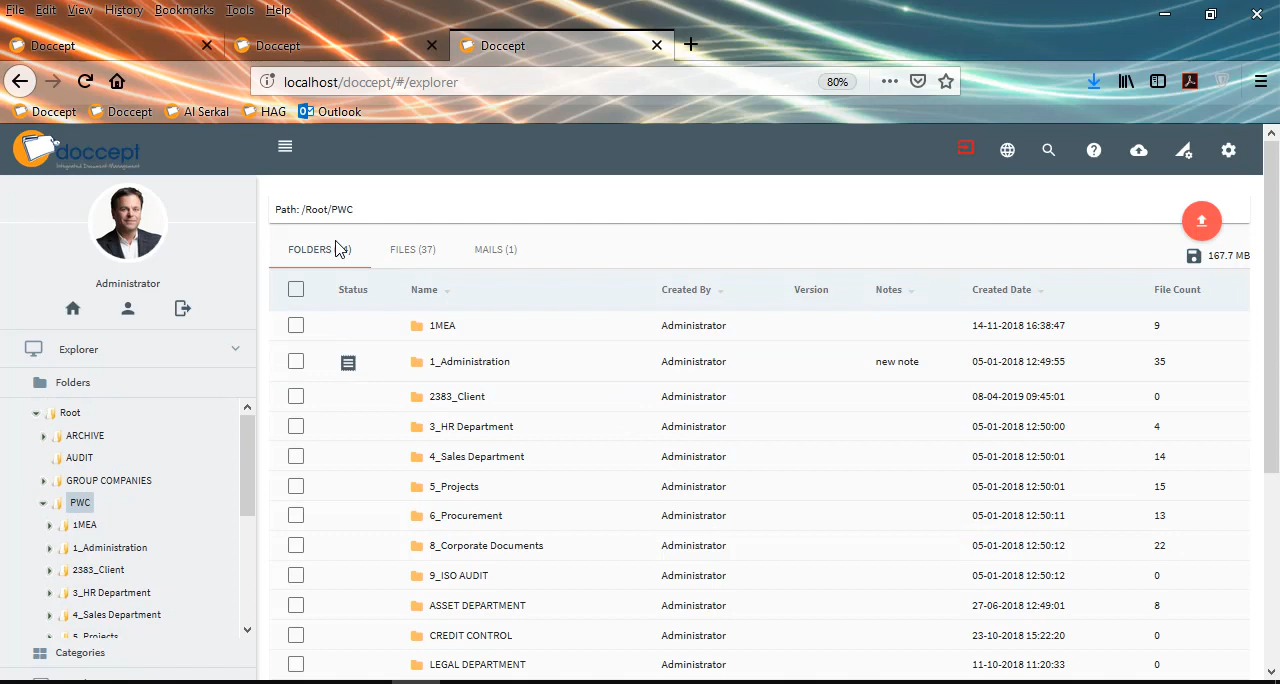 File Edit View History Bookmarks Tools Help
Doccept Doccept Doccept
localhost/doccept/#/explorer 80%
Doccept Doccept Al Serkal HAG Outlook
doccept
Integrated Document Management
Path: /Root/PWC
FOLDERS FILES (37) MAILS (1)
167.7 MB
Administrator
Explorer
Folders
Root
ARCHIVE
AUDIT
GROUP COMPANIES
PWC
1MEA
1_Administration
2383_Client
3_HR Department
4_Sales Department
5_Projects
Categories
Status Name Created By Version Notes Created Date File Count
1MEA Administrator 14-11-2018 16:38:47 9
1_Administration Administrator new note 05-01-2018 12:49:55 35
2383_Client Administrator 08-04-2019 09:45:01 0
3_HR Department Administrator 05-01-2018 12:50:00 4
4_Sales Department Administrator 05-01-2018 12:50:01 14
5_Projects Administrator 05-01-2018 12:50:01 15
6_Procurement Administrator 05-01-2018 12:50:11 13
8_Corporate Documents Administrator 05-01-2018 12:50:12 22
9_ISO AUDIT Administrator 05-01-2018 12:50:12 0
ASSET DEPARTMENT Administrator 27-06-2018 12:49:01 8
CREDIT CONTROL Administrator 23-10-2018 15:22:20 0
LEGAL DEPARTMENT Administrator 11-10-2018 11:20:33 0